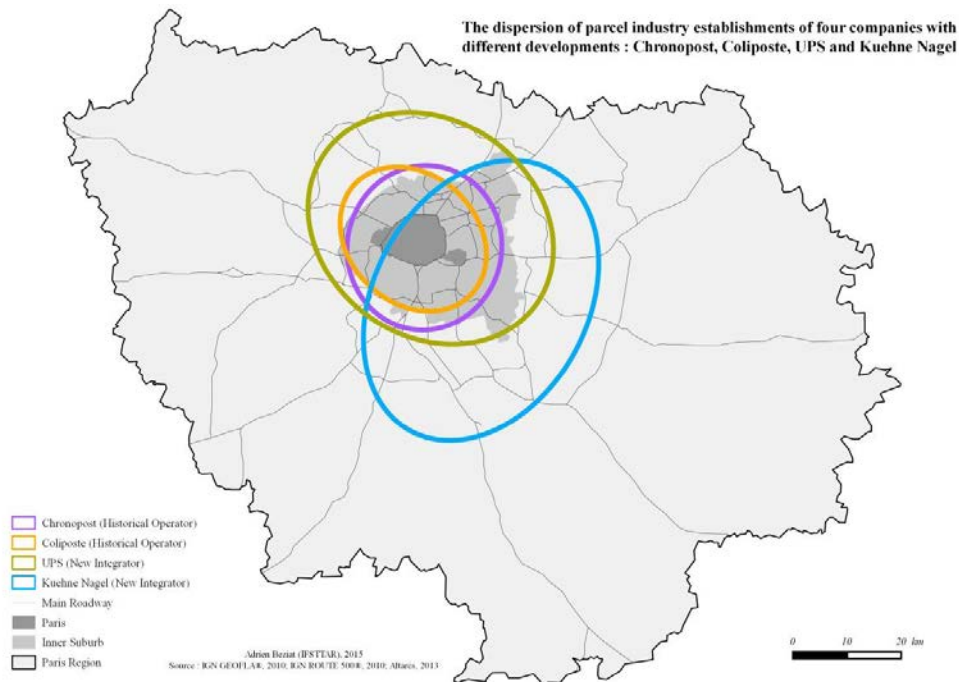 The dispersion of parcel industry establishments of four companies with
different developments : Chronopost, Coliposte, UPS and Kuehne Nagel
Chronopost (Historical Operator)
Coliposte (Historical Operator)
UPS (New Integrator)
Kuehne Nagel (New Integrator)
Main Roadway
Paris
Inner Suburb
Paris Region
Adrien Beziat (IFSTTAR), 2015
Source : IGN GEOFLA®, 2010; IGN ROUTE 500®, 2010; Altares, 2013
0 10 20 km